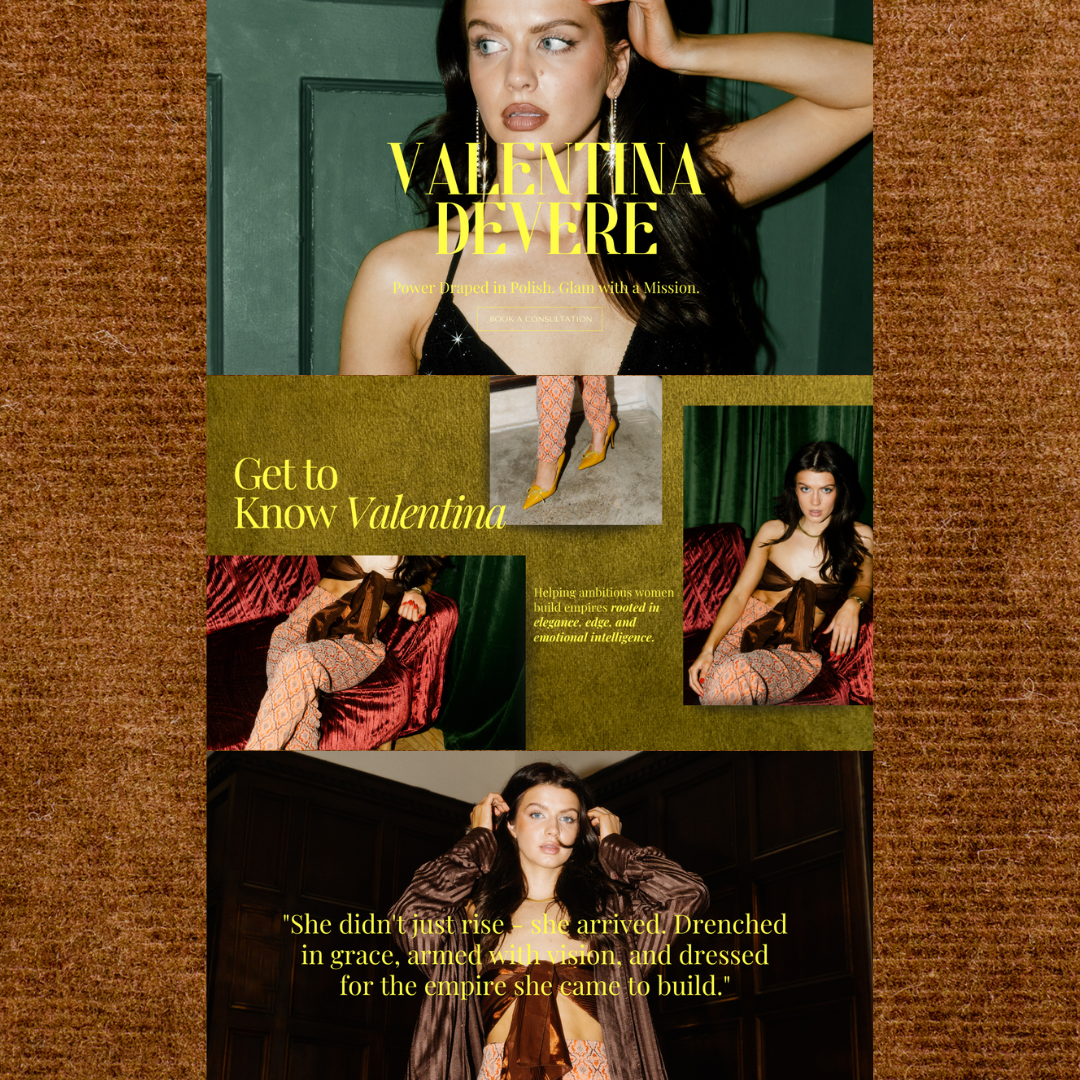 VALENTINA
DEVERE
Power Draped in Polish. Glam with a Mission.
BOOK A CONSULTATION
Get to
Know Valentina
Helping ambitious women
build empires rooted in
elegance, edge, and
emotional intelligence.
"She didn't just rise – she arrived. Drenched
in grace, armed with vision, and dressed
for the empire she came to build."